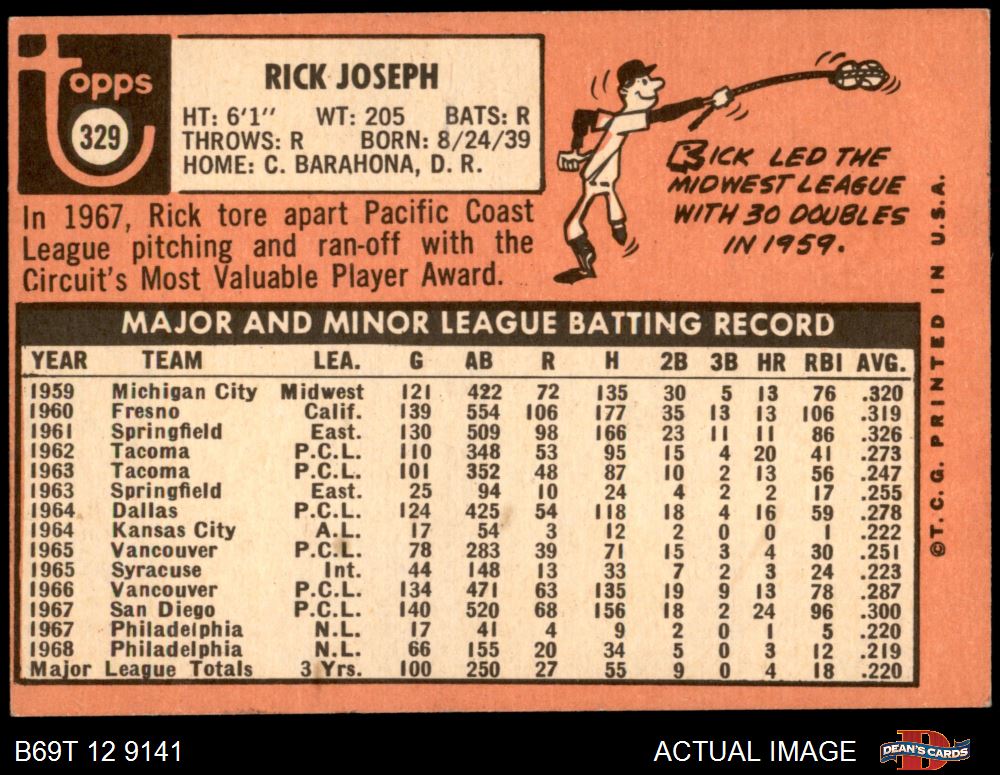 topps
329
RICK JOSEPH
HT: 6'1" WT: 205 BATS: R
THROWS: R BORN: 8/24/39
HOME: C. BARAHONA, D. R.
RICK LED THE
MIDWEST LEAGUE
WITH 30 DOUBLES
IN 1959.
In 1967, Rick tore apart Pacific Coast
League pitching and ran-off with the
Circuit's Most Valuable Player Award.
MAJOR AND MINOR LEAGUE BATTING RECORD
YEAR TEAM LEA. G AB R H 2B 3B HR RBI AVG.
1959 Michigan City Midwest 121 422 72 135 30 5 13 76 .320
1960 Fresno Calif. 139 554 106 177 35 13 13 106 .319
1961 Springfield East. 130 509 98 166 23 11 11 86 .326
1962 Tacoma P.C.L. 110 348 53 95 15 4 20 41 .273
1963 Tacoma P.C.L. 101 352 48 87 10 2 13 56 .247
1963 Springfield East. 25 94 10 24 4 2 2 17 .255
1964 Dallas P.C.L. 124 425 54 118 18 4 16 59 .278
1964 Kansas City A.L. 17 54 3 12 2 0 0 1 .222
1965 Vancouver P.C.L. 78 283 39 71 15 3 4 30 .251
1965 Syracuse Int. 44 148 13 33 7 2 3 24 .223
1966 Vancouver P.C.L. 134 471 63 135 19 9 13 78 .287
1967 San Diego P.C.L. 140 520 68 156 18 2 24 96 .300
1967 Philadelphia N.L. 17 41 4 9 2 0 1 5 .220
1968 Philadelphia N.L. 66 155 20 34 5 0 3 12 .219
Major League Totals 3 Yrs. 100 250 27 55 9 0 4 18 .220
©T.C.G. PRINTED IN U.S.A.
B69T 12 9141
ACTUAL IMAGE
DEAN'S CARDS